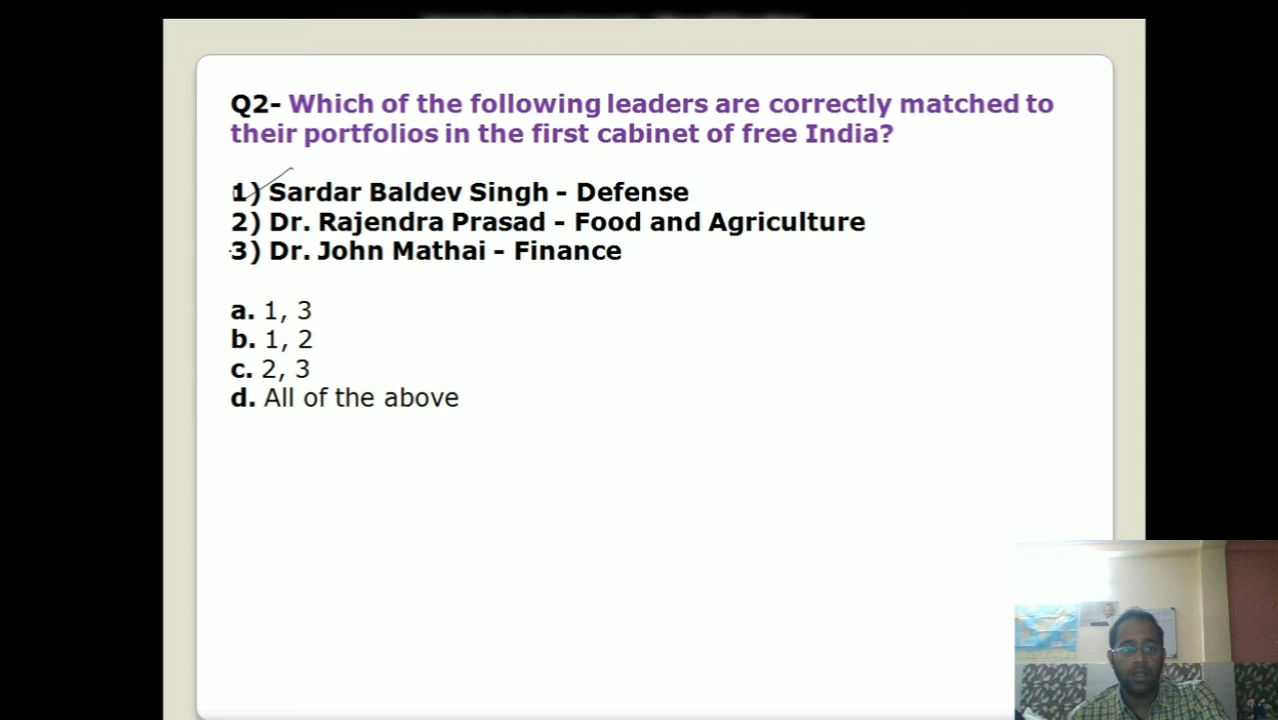 Q2- Which of the following leaders are correctly matched to
their portfolios in the first cabinet of free India?
1) Sardar Baldev Singh – Defense
2) Dr. Rajendra Prasad – Food and Agriculture
3) Dr. John Mathai – Finance
a. 1, 3
b. 1, 2
c. 2, 3
d. All of the above